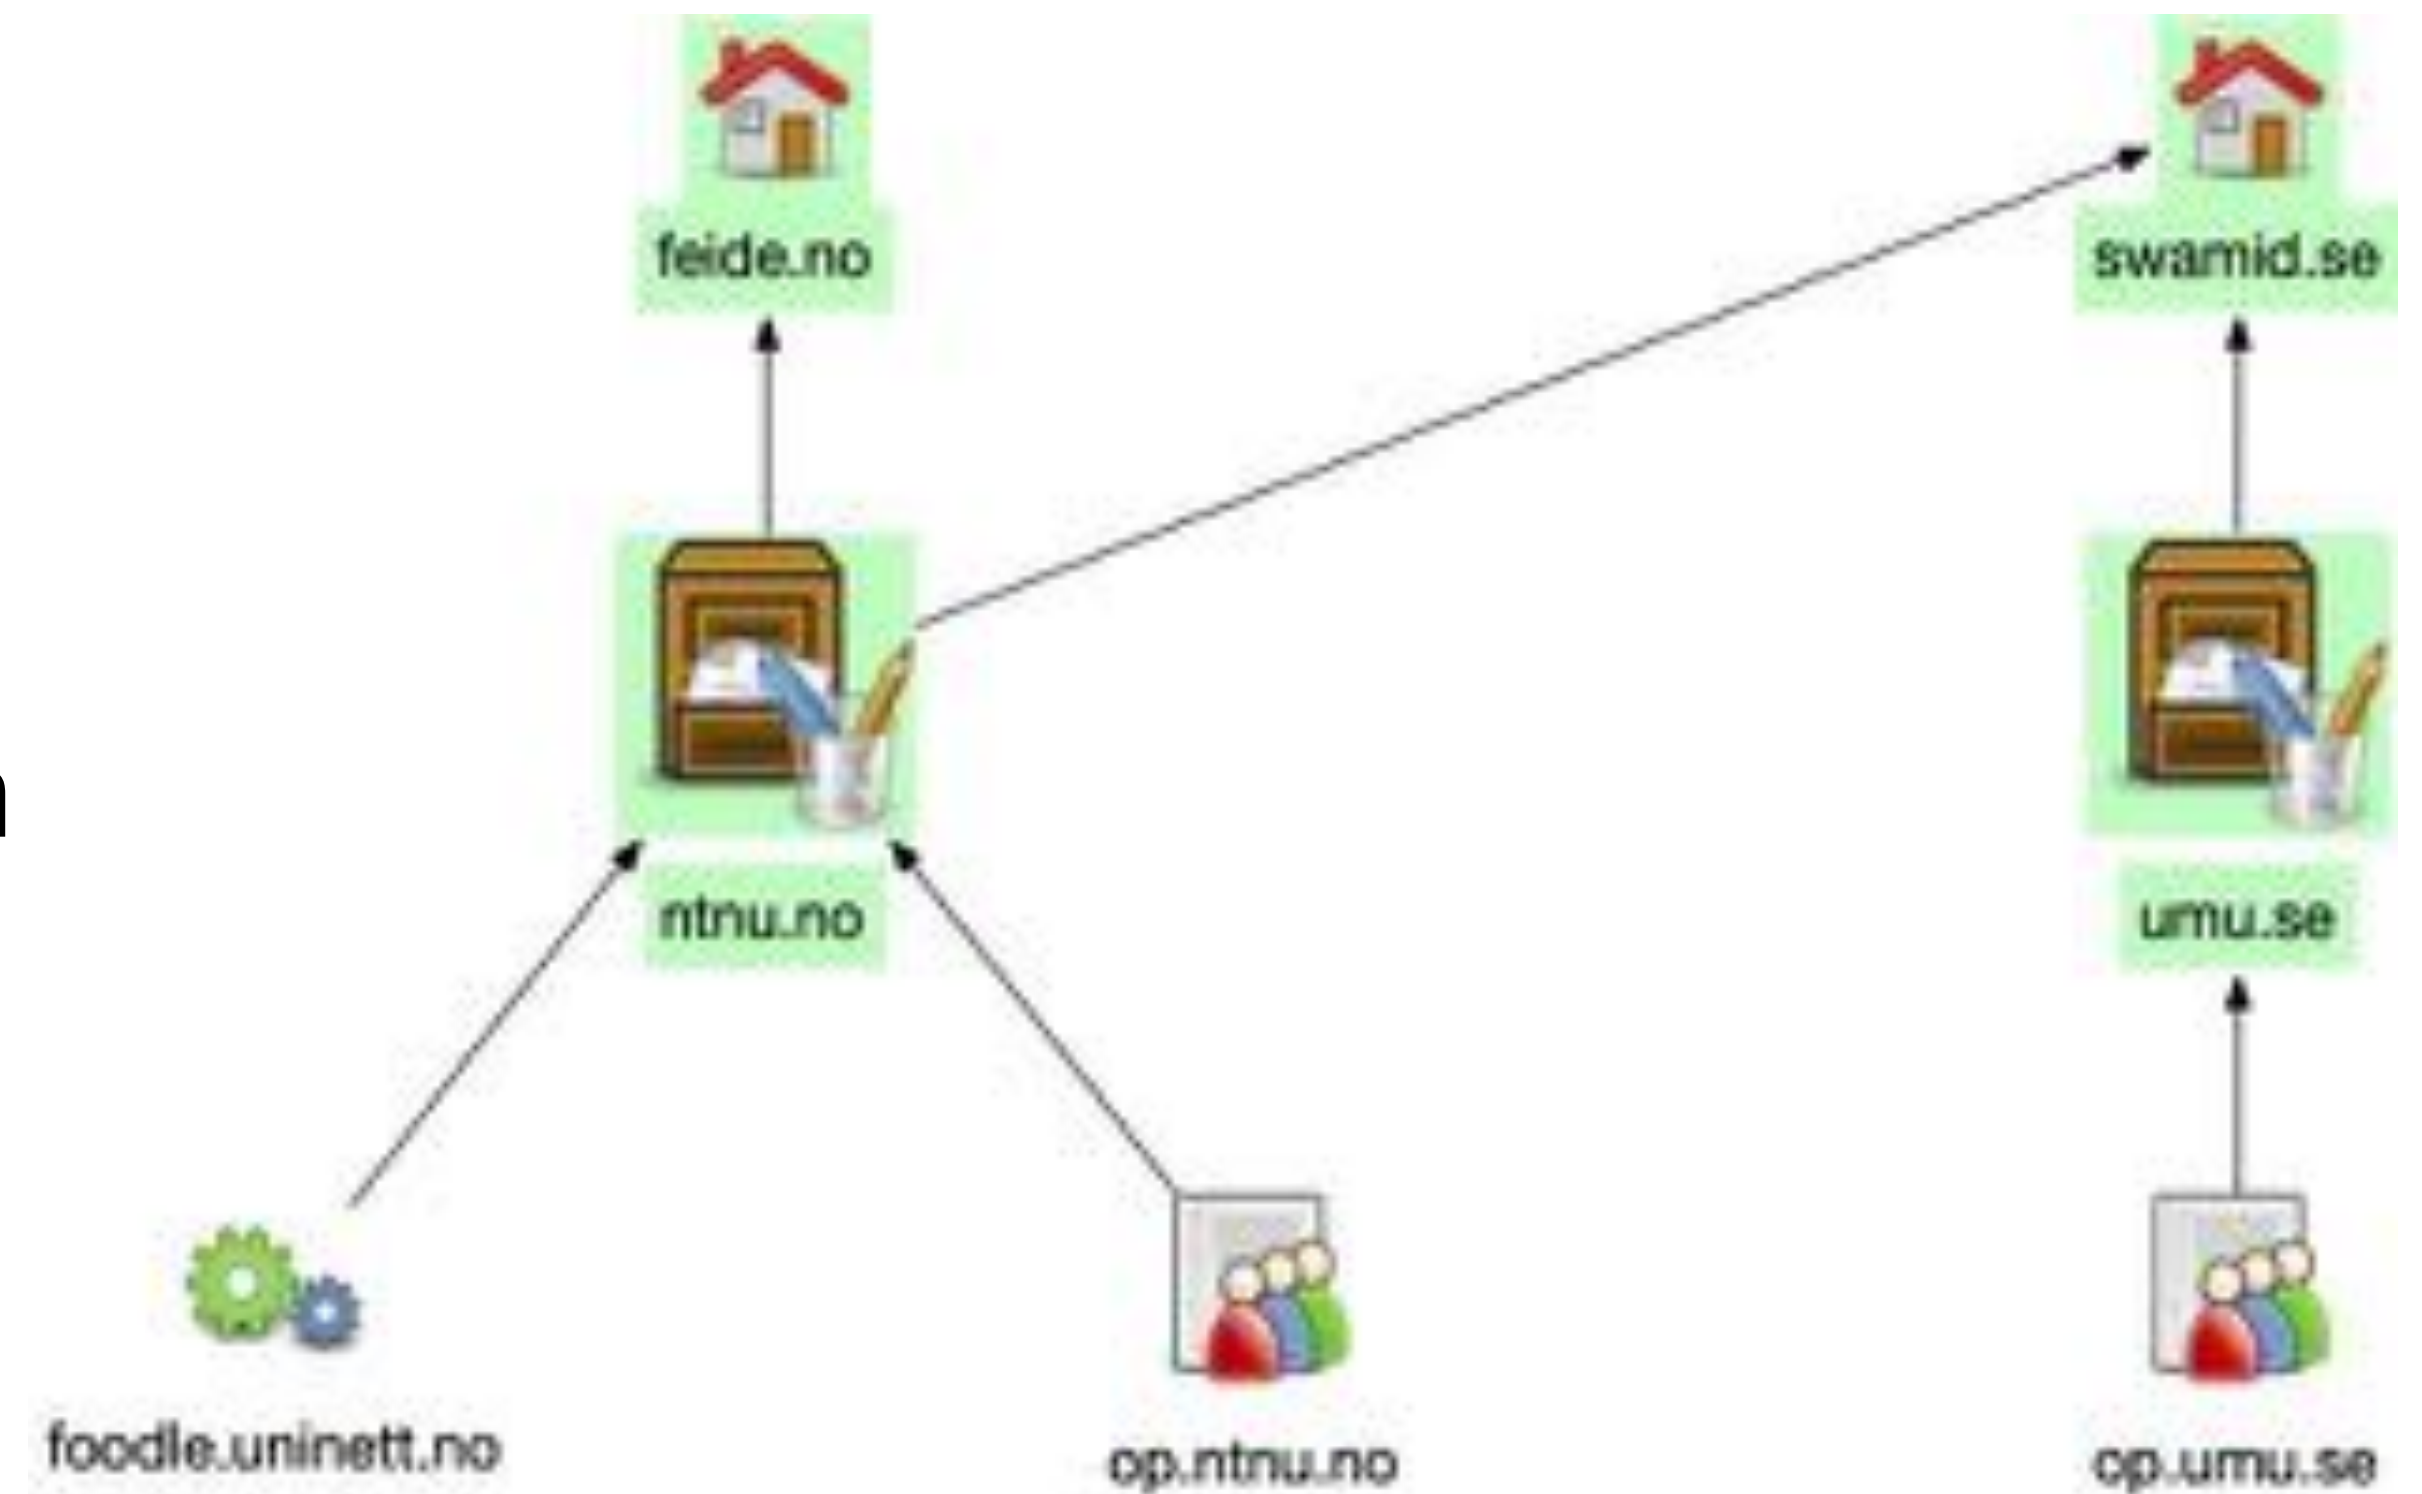 feide.no
swamid.se
n
ntnu.no
umu.se
foodle.uninett.no
op.ntnu.no
op.umu.se